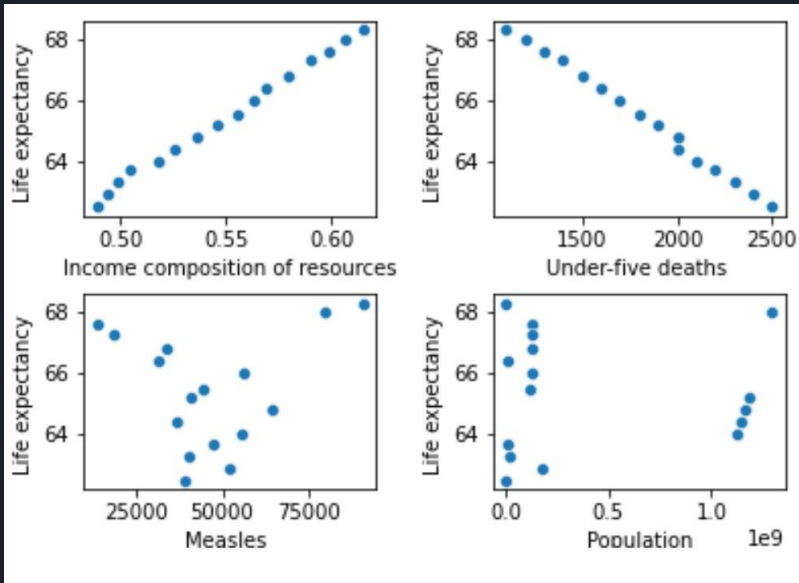 Life expectancy
68
66
64
0.50 0.55 0.60
Income composition of resources
Life expectancy
68
66
64
1500 2000 2500
Under-five deaths
Life expectancy
68
66
64
25000 50000 75000
Measles
Life expectancy
68
66
64
0.0 0.5 1.0
1e9
Population